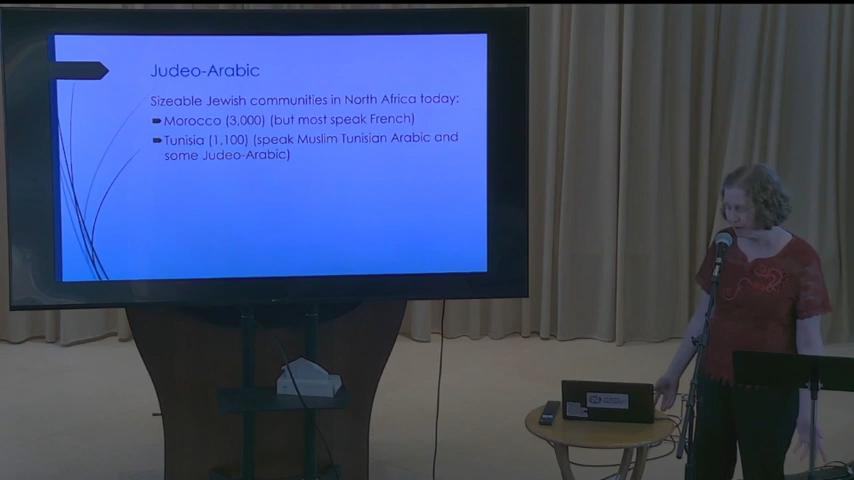 Judeo-Arabic
Sizeable Jewish communities in North Africa today:
Morocco (3,000) (but most speak French)
Tunisia (1,100) (speak Muslim Tunisian Arabic and
some Judeo-Arabic)